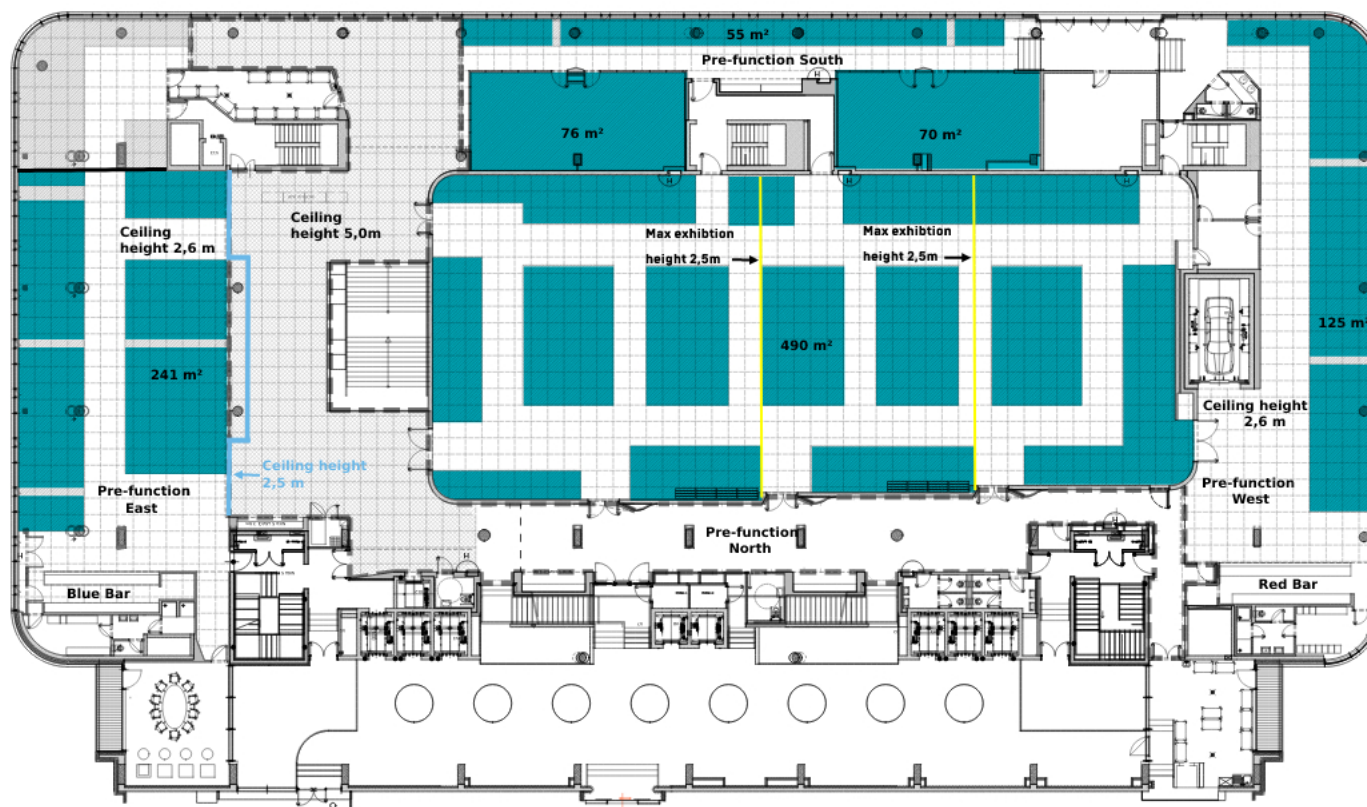 55 m²
Pre-function South
H
76 m²
70 m²
H
H
H
Ceiling
height 2,6 m
Ceiling
height 5,0m
Max exhibtion
height 2,5m
Max exhibtion
height 2,5m
125 m²
490 m²
241 m²
Ceiling height
2,6 m
Ceiling height
2,5 m
Pre-function
East
Pre-function
West
Pre-function
North
H
H
H
Blue Bar
Red Bar